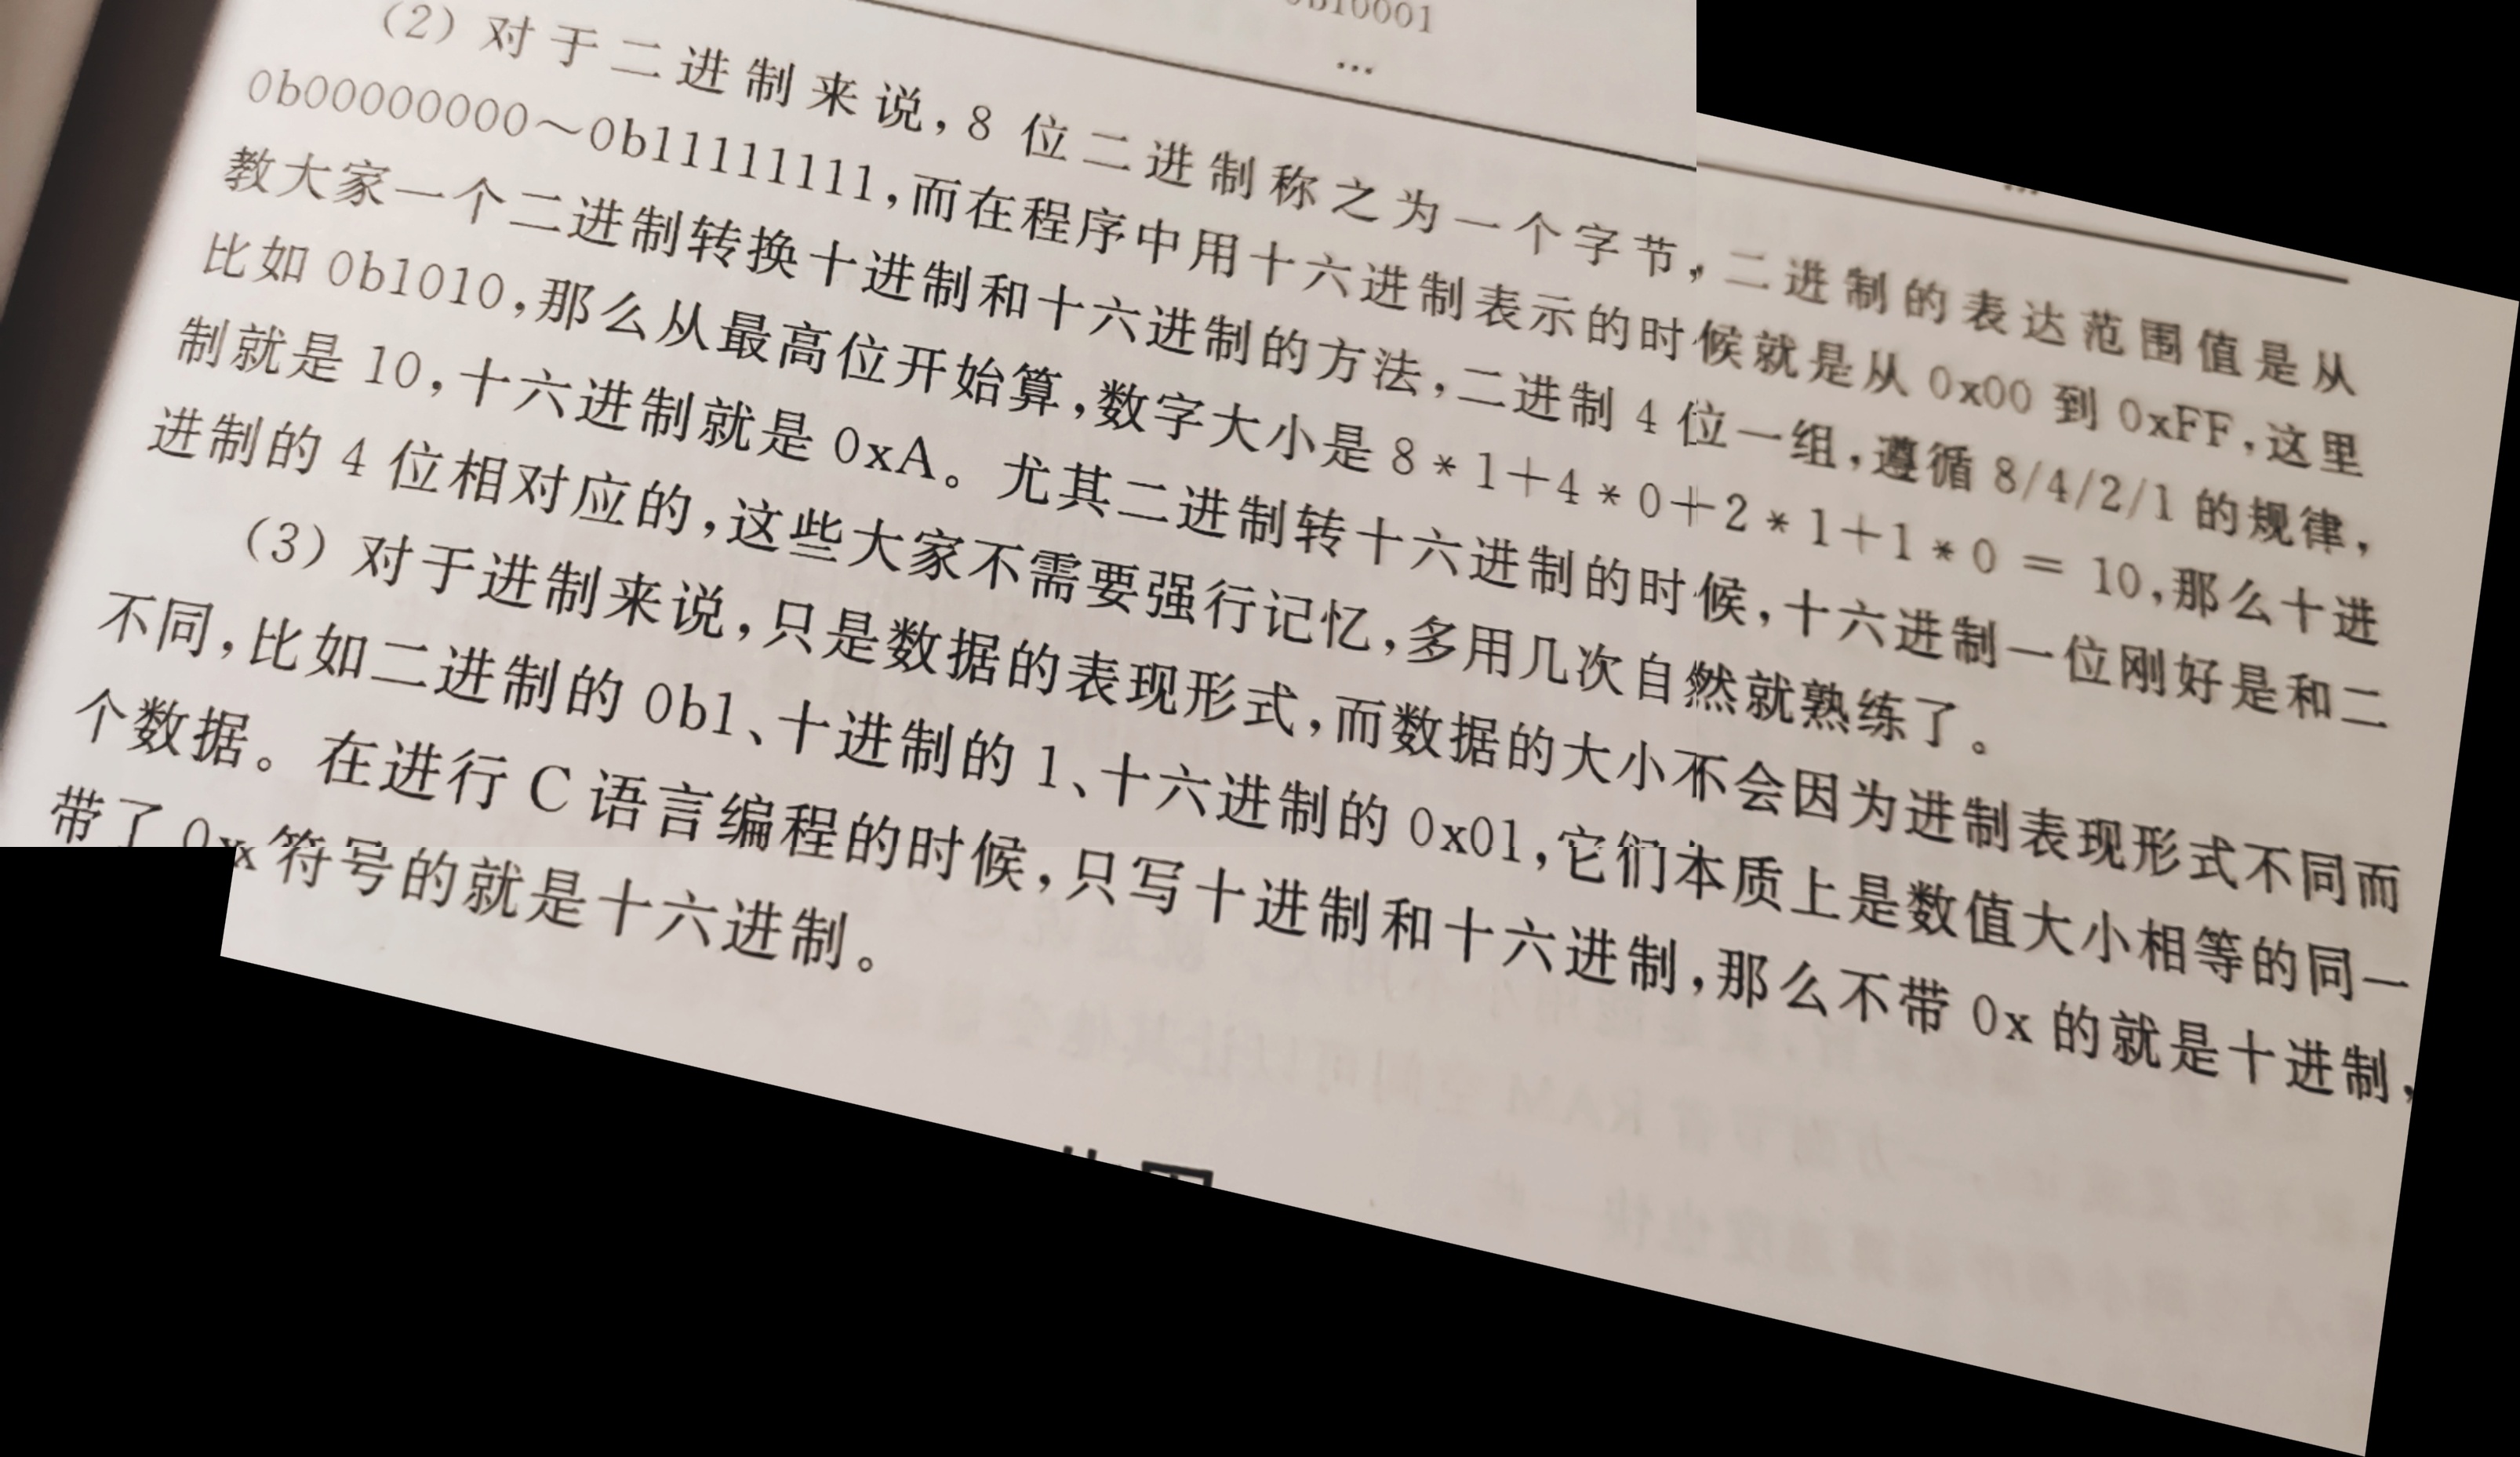 0b10001
…
（2）对于二进制来说，8 位二进制称之为一个字节，二进制的表达范围值是从
0b00000000～0b11111111，而在程序中用十六进制表示的时候就是从 0x00 到 0xFF，这里
教大家一个二进制转换十进制和十六进制的方法，二进制 4 位一组，遵循 8/4/2/1 的规律，
比如 0b1010，那么从最高位开始算，数字大小是 8*1+4*0+2*1+1*0 = 10，那么十进
制就是 10，十六进制就是 0xA。尤其二进制转十六进制的时候，十六进制一位刚好是和二
进制的 4 位相对应的，这些大家不需要强行记忆，多用几次自然就熟练了。
（3）对于进制来说，只是数据的表现形式，而数据的大小不会因为进制表现形式不同而
不同，比如二进制的 0b1、十进制的 1、十六进制的 0x01，它们本质上是数值大小相等的同一
个数据。在进行 C 语言编程的时候，只写十进制和十六进制，那么不带 0x 的就是十进制，
带了 0x 符号的就是十六进制。